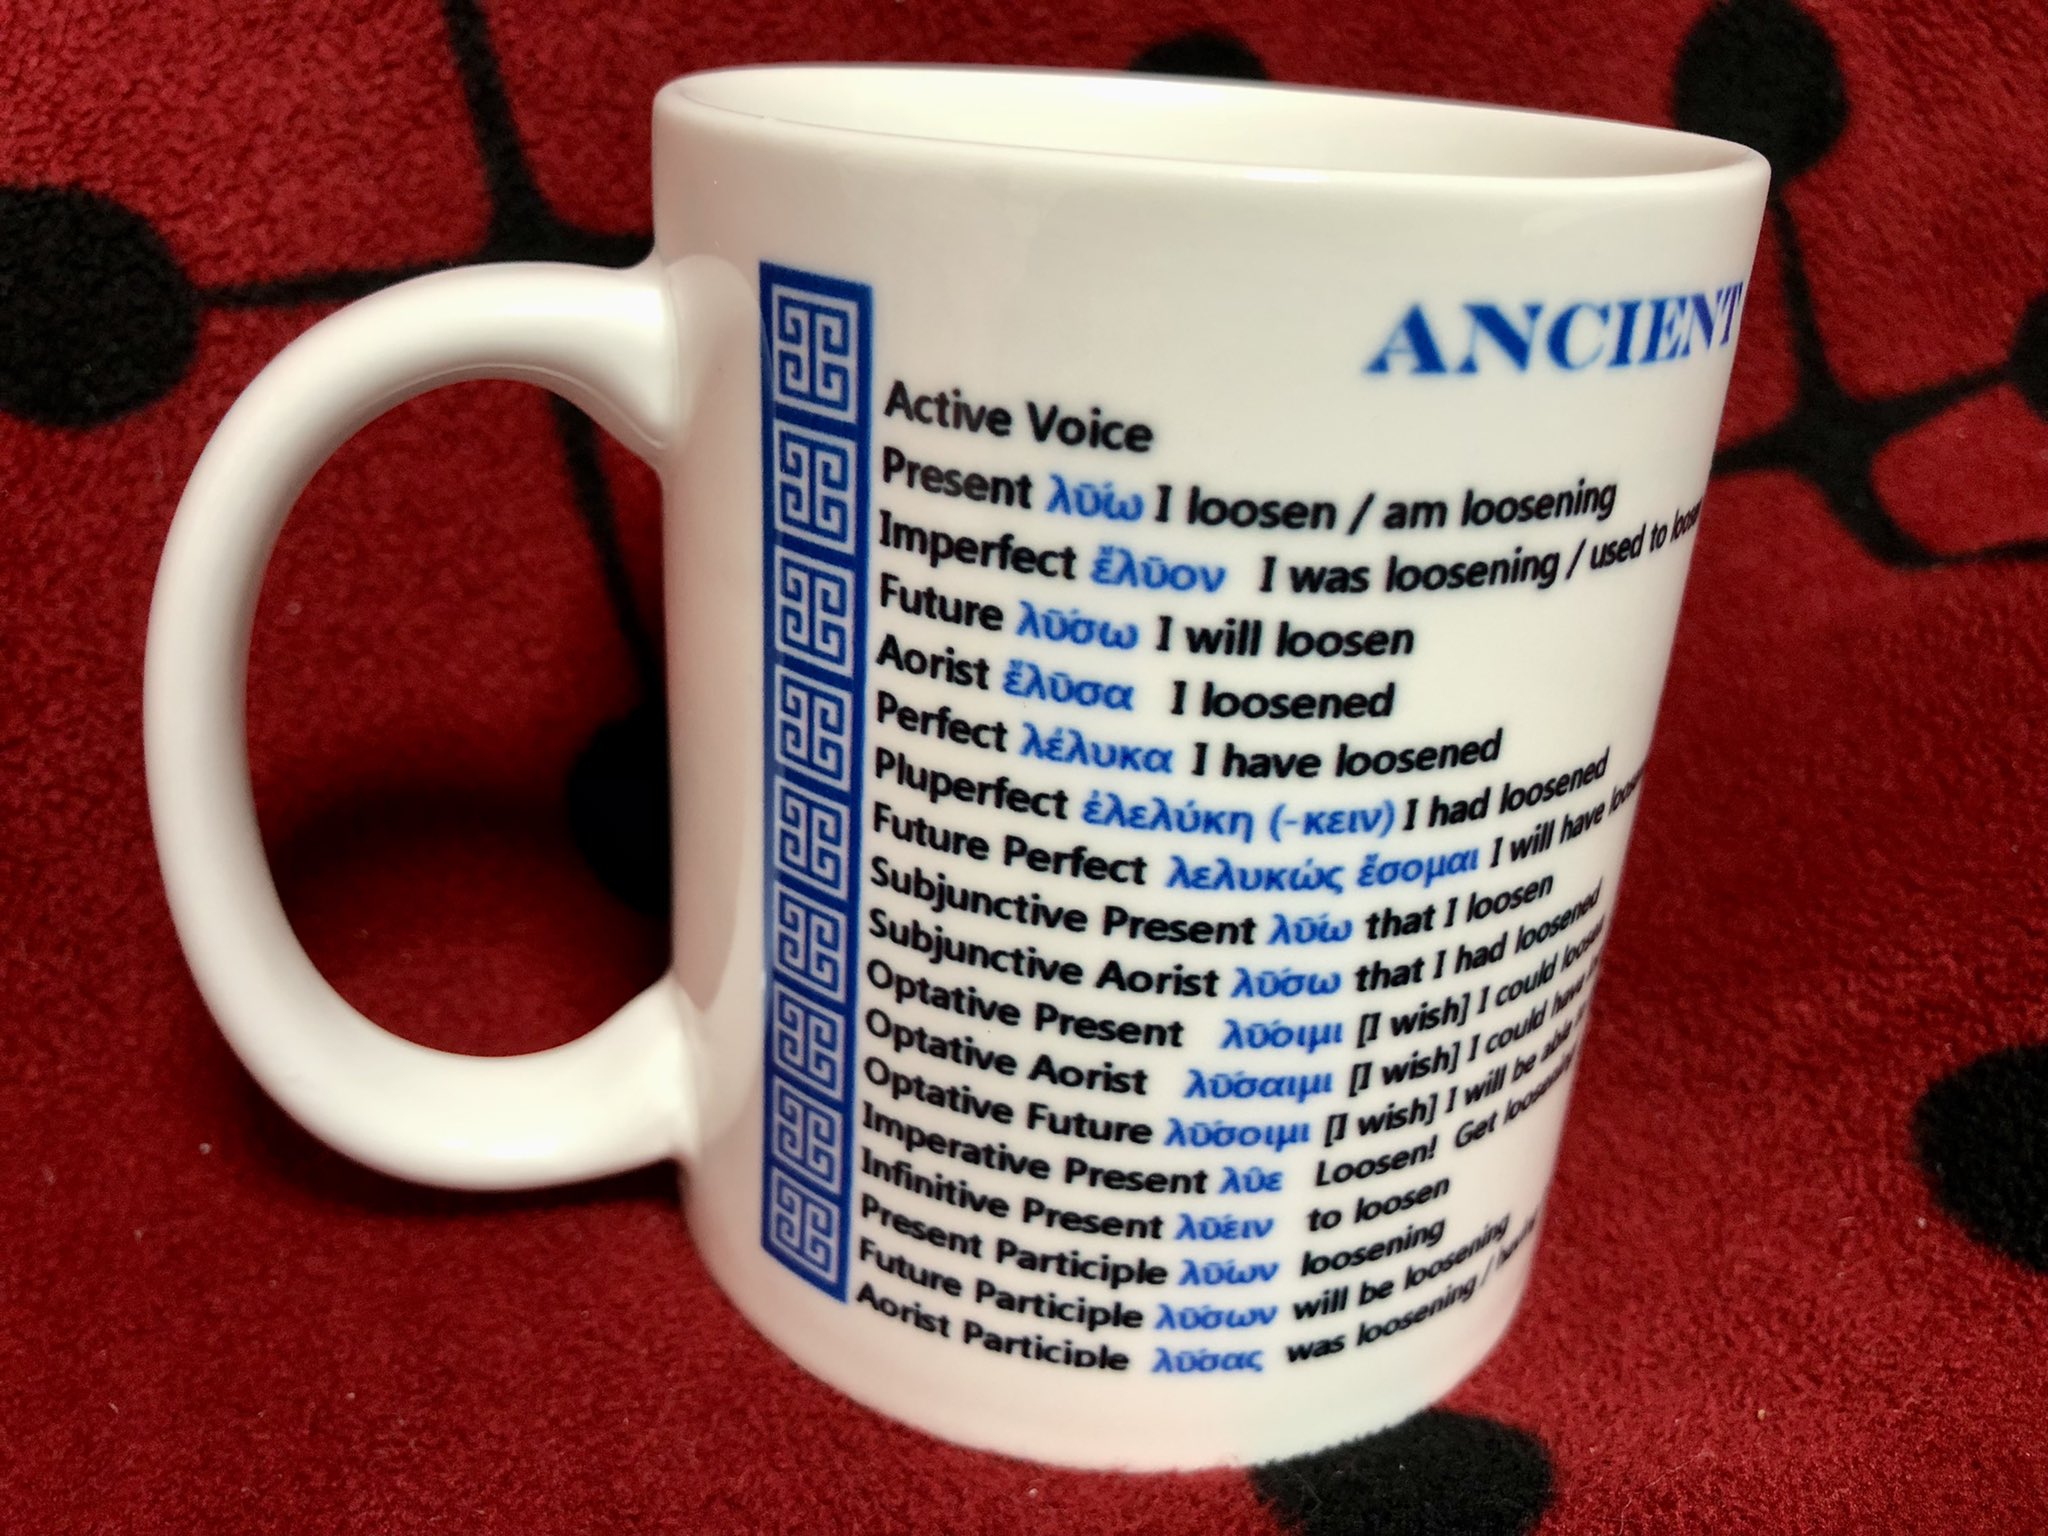 ANCIENT
Active Voice
Present λῡ́ω I loosen / am loosening
Imperfect ἔλῡον I was loosening / used to loosen
Future λῡ́σω I will loosen
Aorist ἔλῡσα I loosened
Perfect λέλυκα I have loosened
Pluperfect ἐλελύκη (-κειν) I had loosened
Future Perfect λελυκώς ἔσομαι I will have
Subjunctive Present λῡ́ω that I loosen
Subjunctive Aorist λῡ́σω that I had loosened
Optative Present λῡ́οιμι [I wish] I could loosen
Optative Aorist λῡ́σαιμι [I wish] I could have
Optative Future λῡ́σοιμι [I wish] I will be able
Imperative Present λῦε Loosen! Get loosening
Infinitive Present λῡ́ειν to loosen
Present Participle λῡ́ων loosening
Future Participle λῡ́σων will be loosening
Aorist Participle λῡ́σας was loosening /